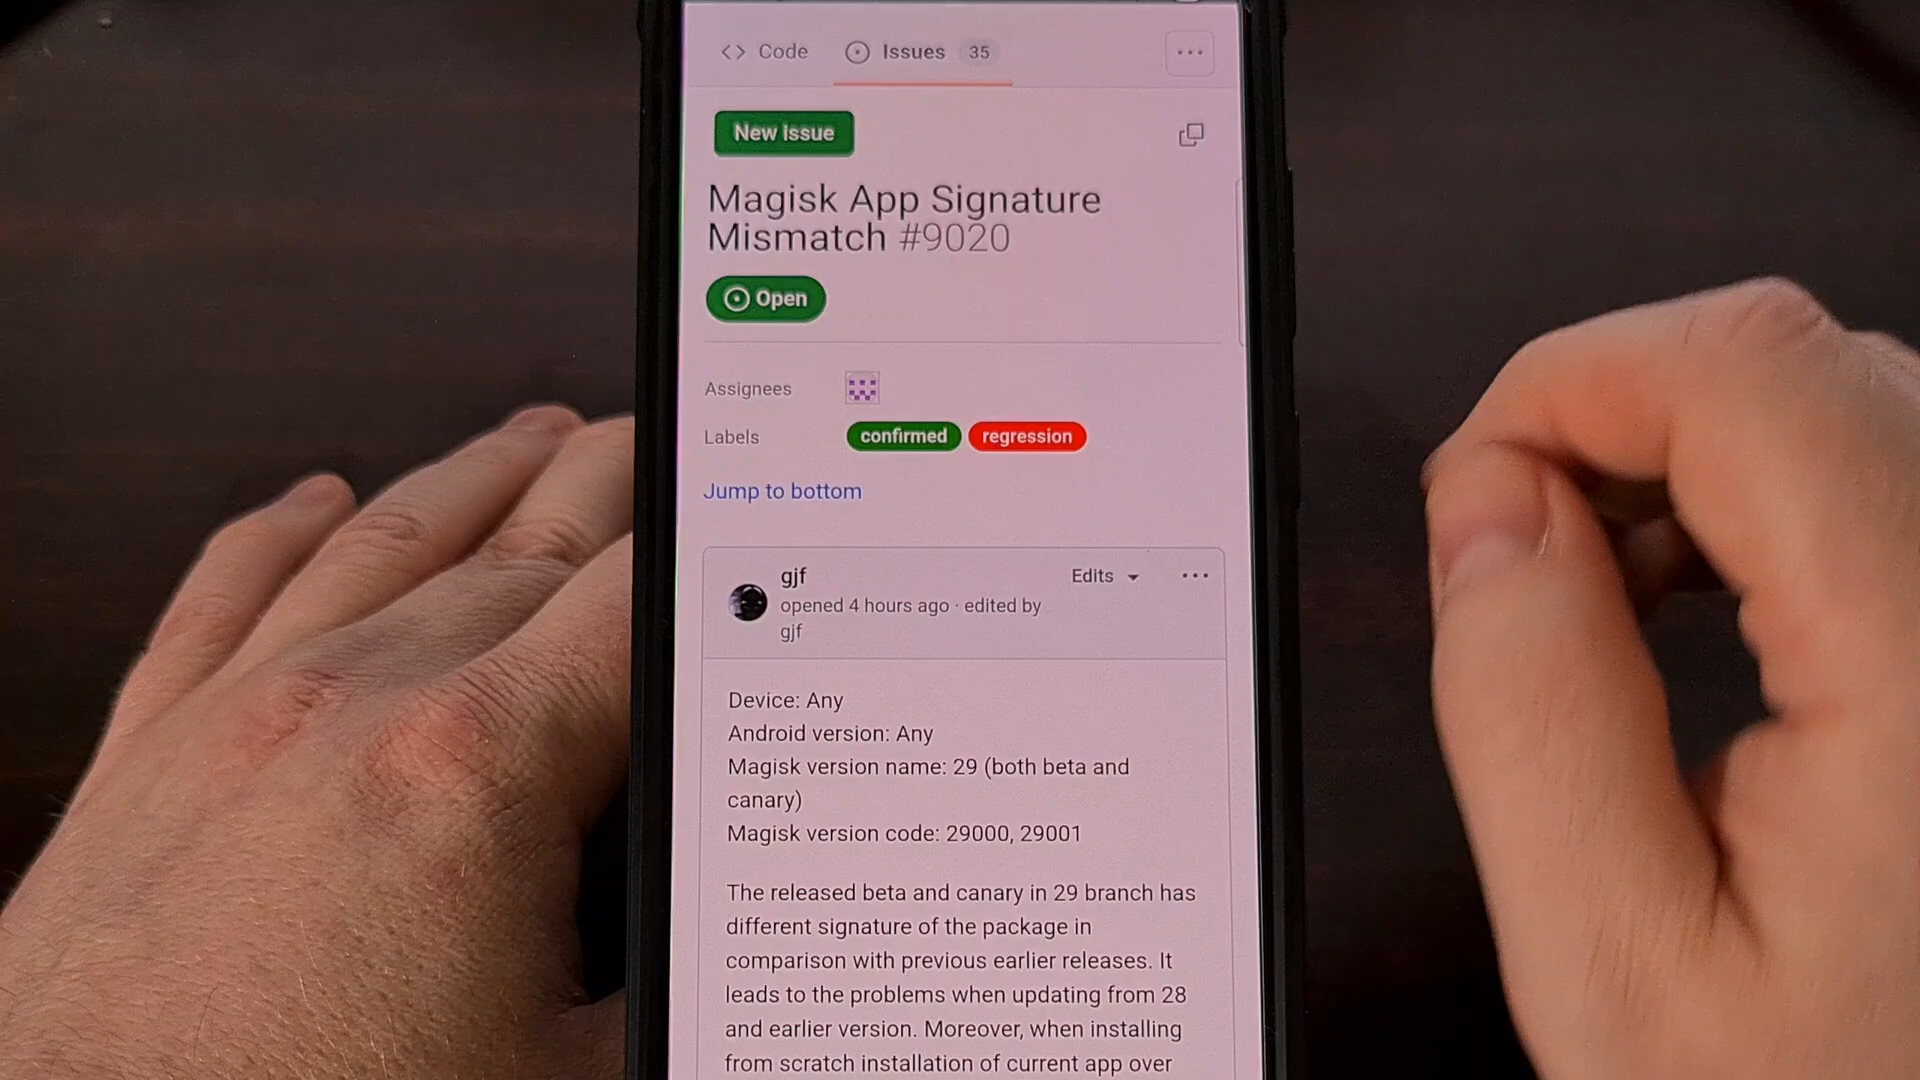 Code
Issues 35
New issue
Magisk App Signature
Mismatch #9020
Open
Assignees
Labels
confirmed
regression
Jump to bottom
gjf
Edits
opened 4 hours ago · edited by
gjf
Device: Any
Android version: Any
Magisk version name: 29 (both beta and
canary)
Magisk version code: 29000, 29001
The released beta and canary in 29 branch has
different signature of the package in
comparison with previous earlier releases. It
leads to the problems when updating from 28
and earlier version. Moreover, when installing
from scratch installation of current app over